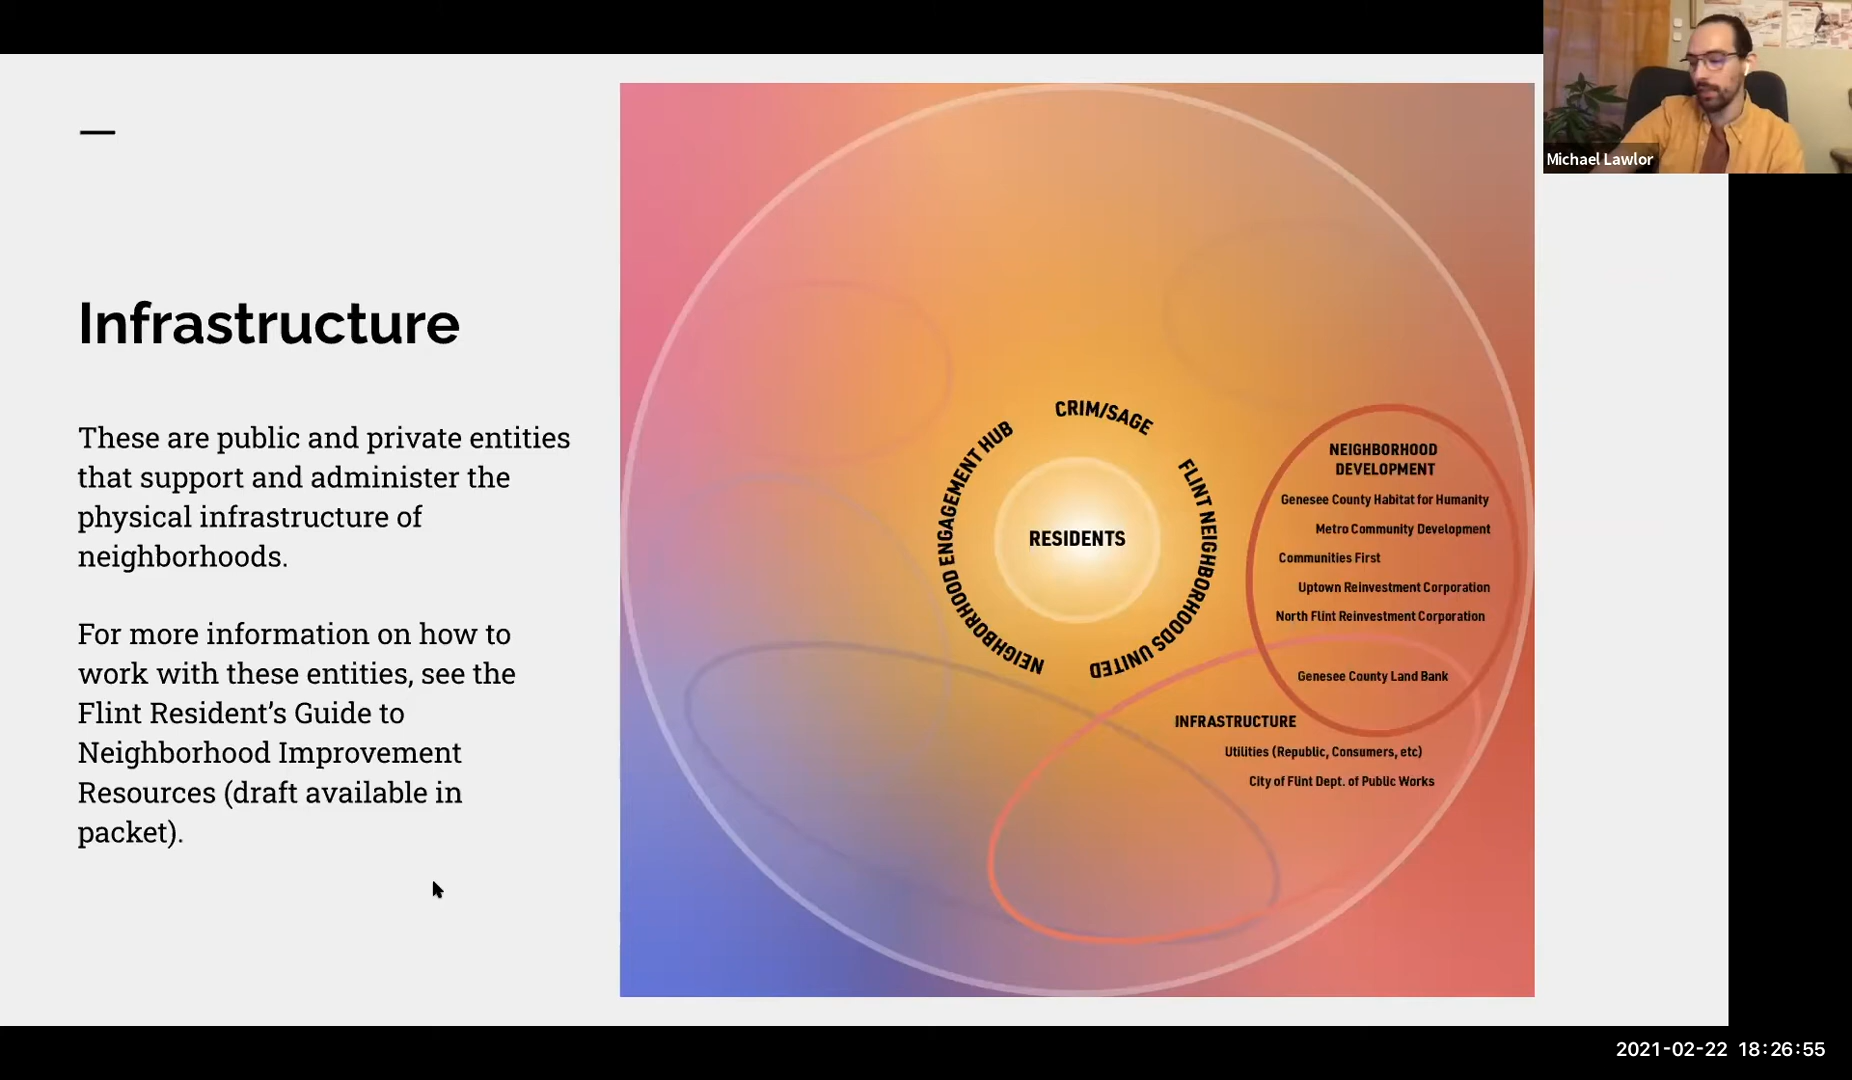 Infrastructure
These are public and private entities
that support and administer the
physical infrastructure of
neighborhoods.
For more information on how to
work with these entities, see the
Flint Resident’s Guide to
Neighborhood Improvement
Resources (draft available in
packet).
CRIM/SAGE
NEIGHBORHOOD ENGAGEMENT HUB
FLINT NEIGHBORHOODS UNITED
RESIDENTS
NEIGHBORHOOD
DEVELOPMENT
Genesee County Habitat for Humanity
Metro Community Development
Communities First
Uptown Reinvestment Corporation
North Flint Reinvestment Corporation
Genesee County Land Bank
INFRASTRUCTURE
Utilities (Republic, Consumers, etc)
City of Flint Dept. of Public Works
Michael Lawlor
2021-02-22 18:26:55